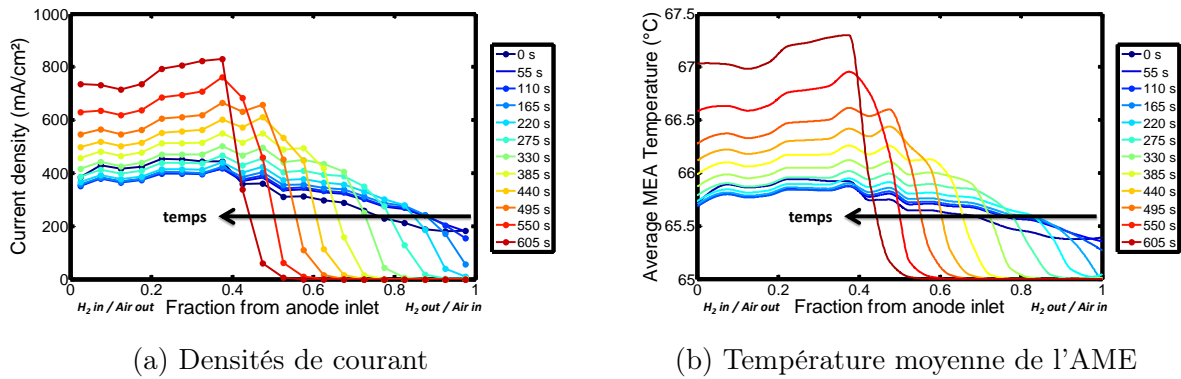 Current density (mA/cm²)
1000
800
600
400
200
0
0
0.2
0.4
0.6
0.8
1
temps
H₂ in / Air out
Fraction from anode inlet
H₂ out / Air in
0 s
55 s
110 s
165 s
220 s
275 s
330 s
385 s
440 s
495 s
550 s
605 s
(a) Densités de courant
Average MEA Temperature (°C)
67.5
67
66.5
66
65.5
65
0
0.2
0.4
0.6
0.8
1
temps
H₂ in / Air out
Fraction from anode inlet
H₂ out / Air in
0 s
55 s
110 s
165 s
220 s
275 s
330 s
385 s
440 s
495 s
550 s
605 s
(b) Température moyenne de l'AME